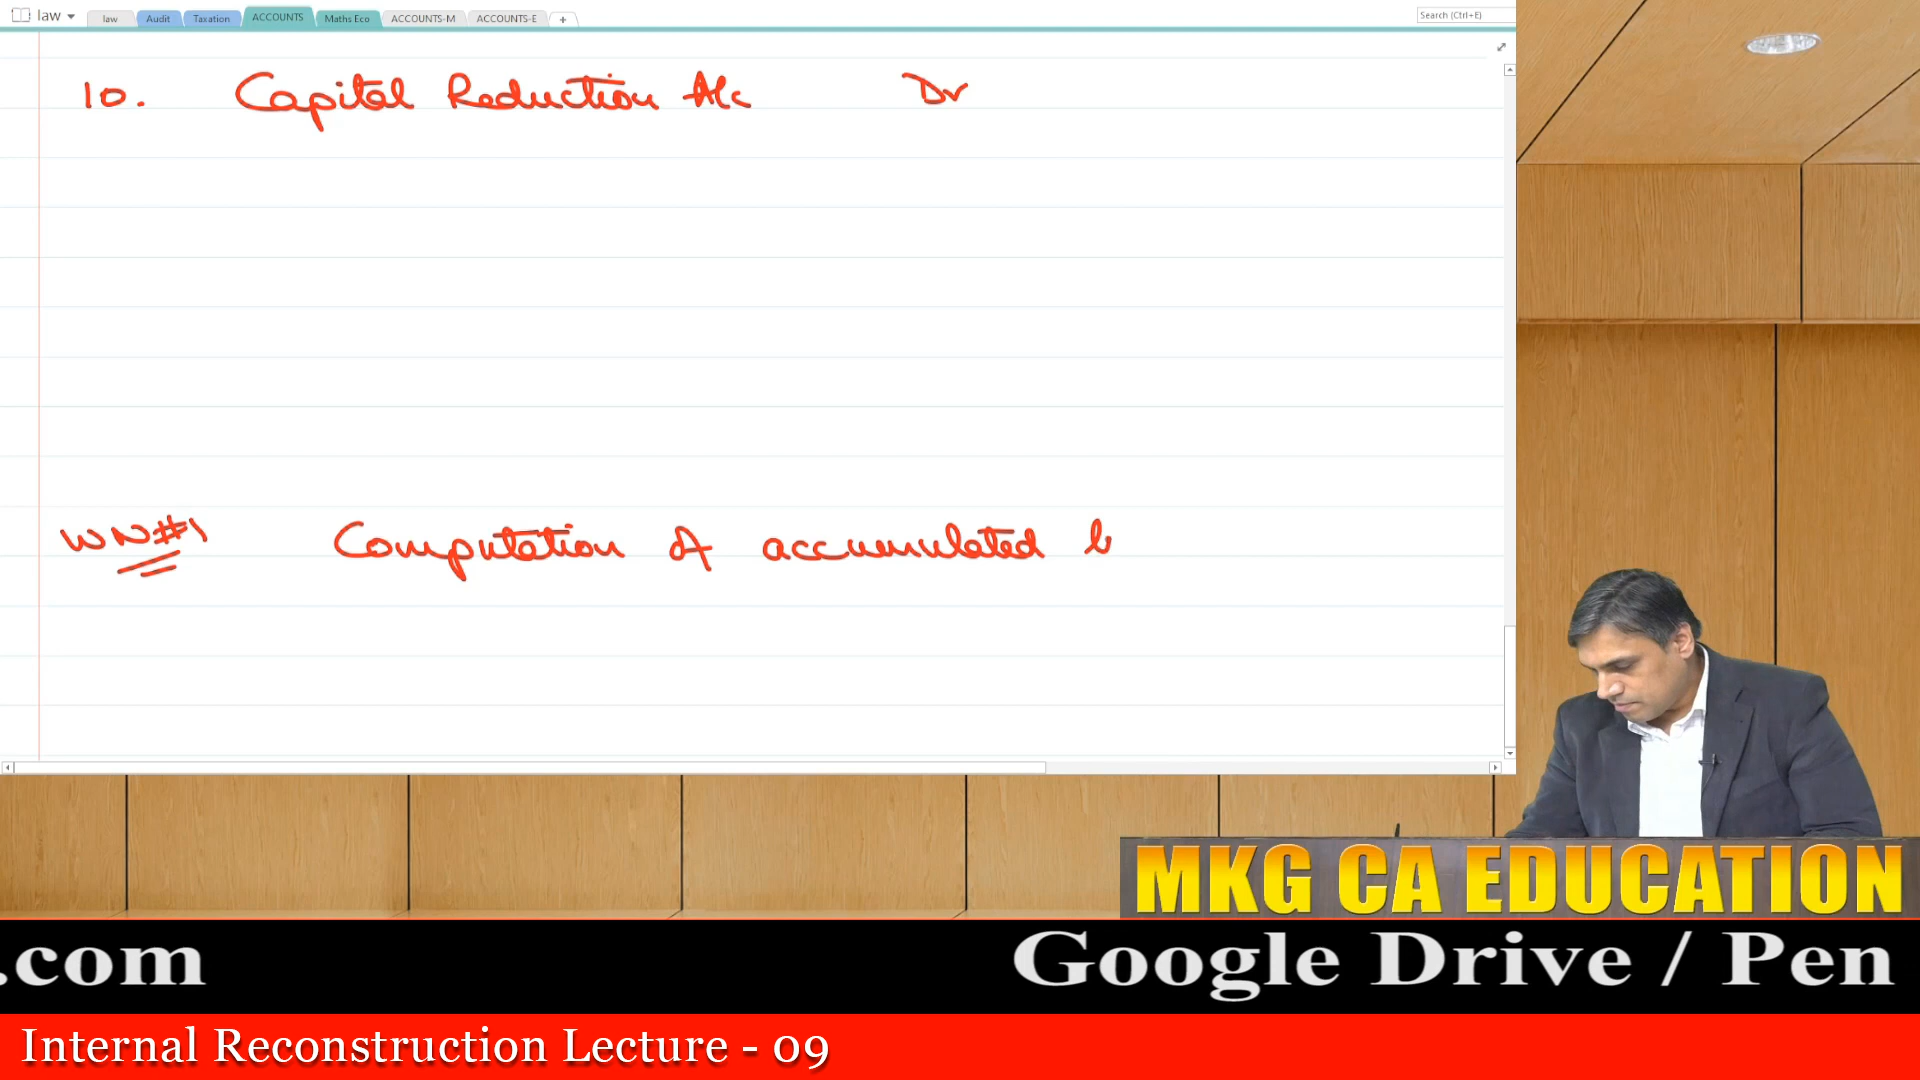 law law Audit Taxation ACCOUNTS Maths Eco ACCOUNTS-M ACCOUNTS-E + Search (Ctrl+E)
10. Capital Reduction A/c Dr
WN#1 Computation of accumulated l
MKG CA EDUCATION
.com Google Drive / Pen
Internal Reconstruction Lecture - 09